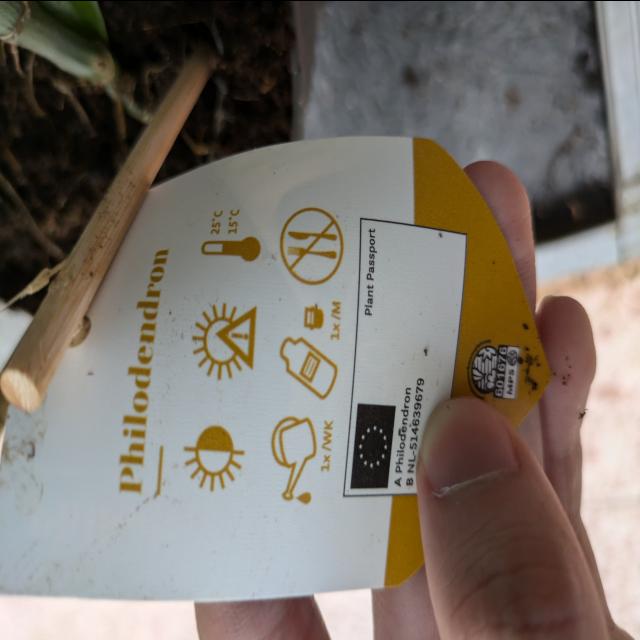 Philodendron
25°C
15°C
1x/WK
1x/M
Plant Passport
A Philodendron
B NL-514639679
MPS